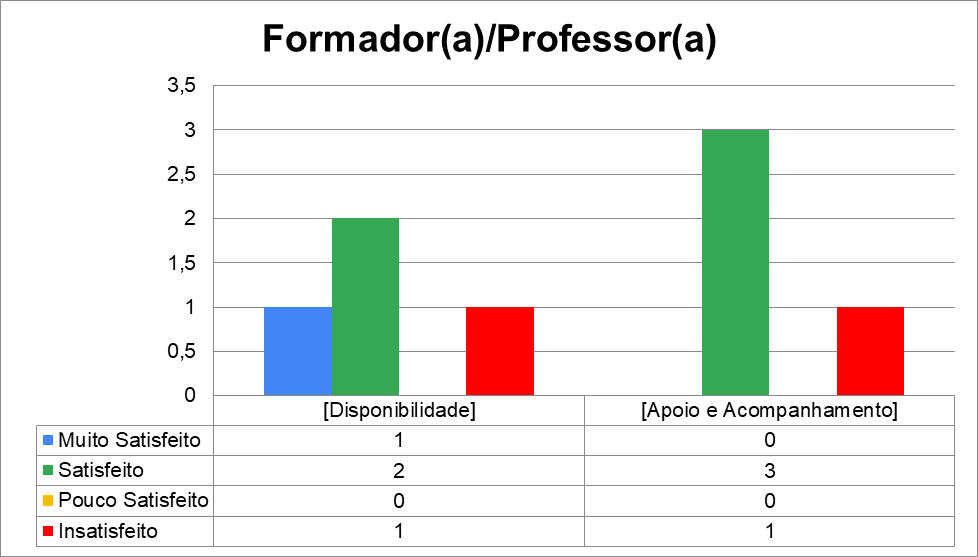 Formador(a)/Professor(a)
3,5
3
2,5
2
1,5
1
0,5
0
[Disponibilidade] [Apoio e Acompanhamento]
Muito Satisfeito 1 0
Satisfeito 2 3
Pouco Satisfeito 0 0
Insatisfeito 1 1